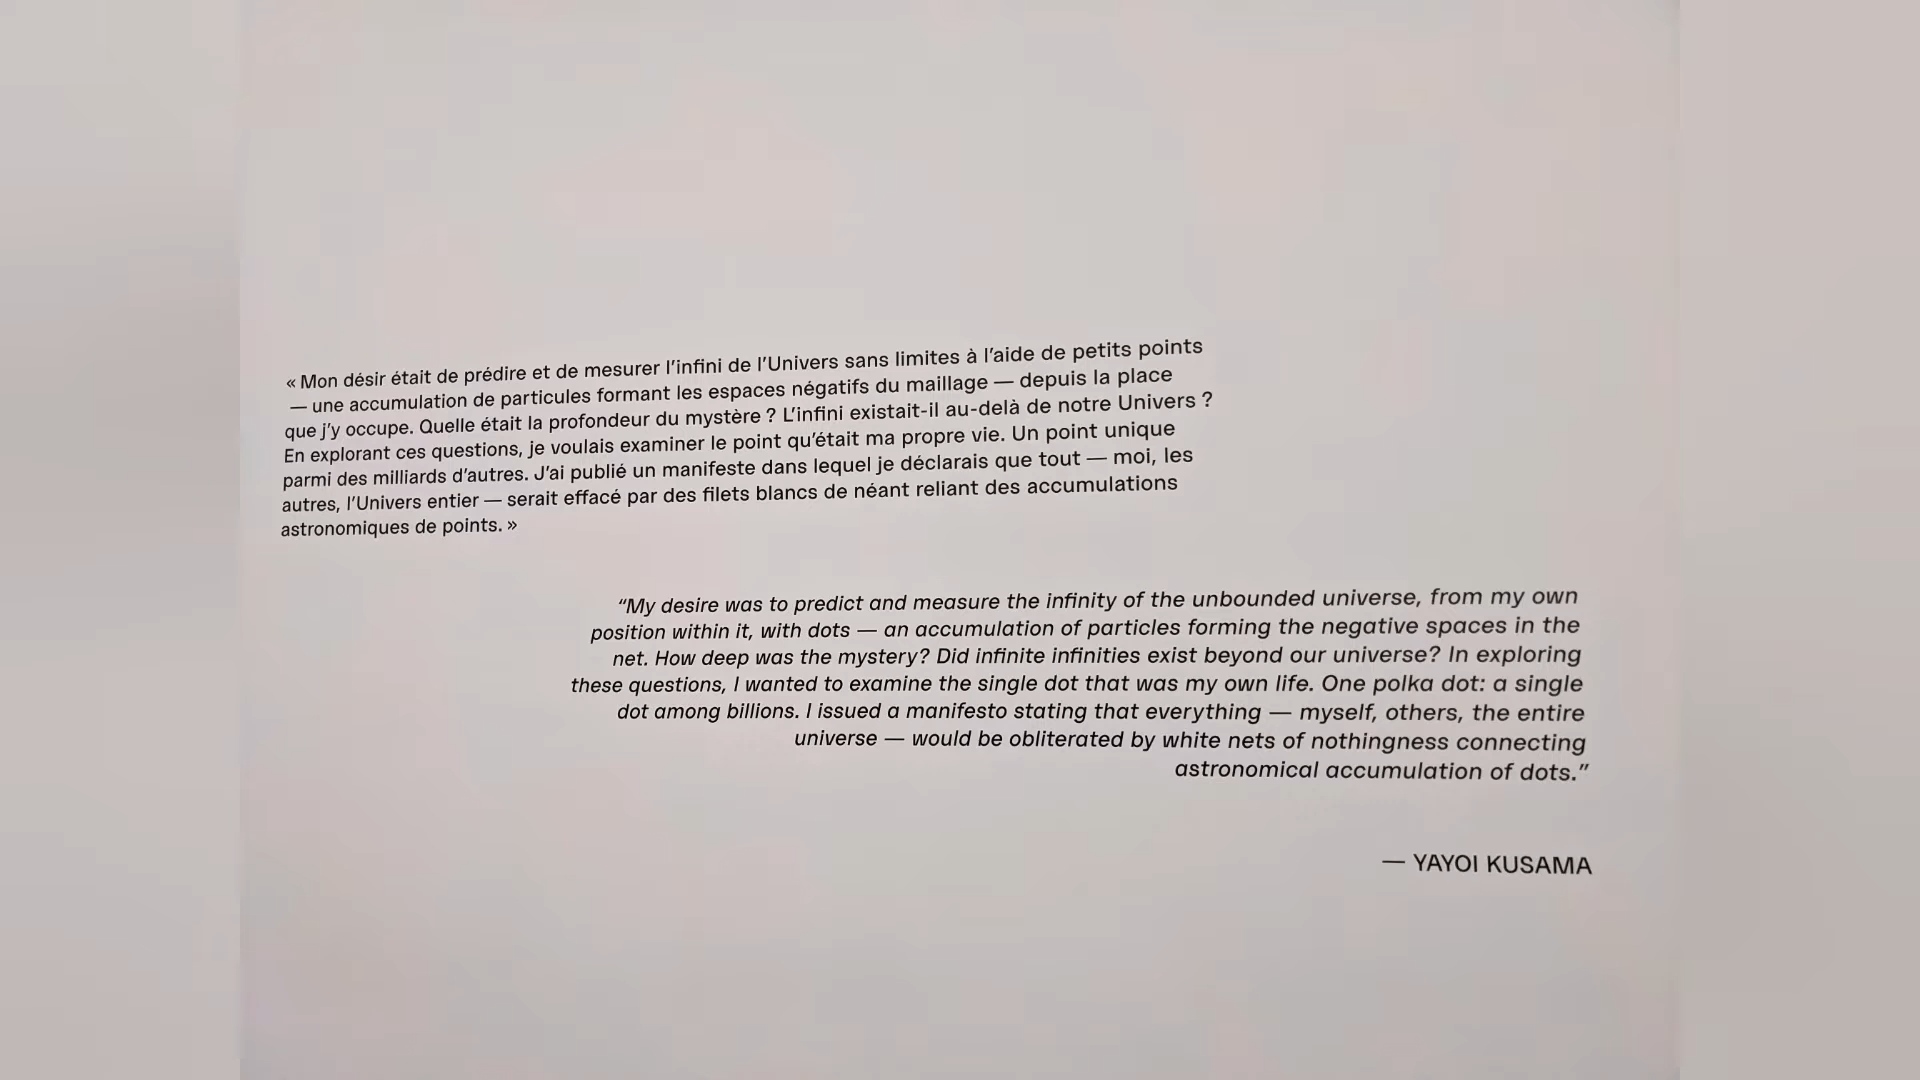 « Mon désir était de prédire et de mesurer l’infini de l’Univers sans limites à l’aide de petits points
— une accumulation de particules formant les espaces négatifs du maillage — depuis la place
que j’y occupe. Quelle était la profondeur du mystère ? L’infini existait-il au-delà de notre Univers ?
En explorant ces questions, je voulais examiner le point qu’était ma propre vie. Un point unique
parmi des milliards d’autres. J’ai publié un manifeste dans lequel je déclarais que tout — moi, les
autres, l’Univers entier — serait effacé par des filets blancs de néant reliant des accumulations
astronomiques de points. »
“My desire was to predict and measure the infinity of the unbounded universe, from my own
position within it, with dots — an accumulation of particles forming the negative spaces in the
net. How deep was the mystery? Did infinite infinities exist beyond our universe? In exploring
these questions, I wanted to examine the single dot that was my own life. One polka dot: a single
dot among billions. I issued a manifesto stating that everything — myself, others, the entire
universe — would be obliterated by white nets of nothingness connecting
astronomical accumulation of dots.”
— YAYOI KUSAMA